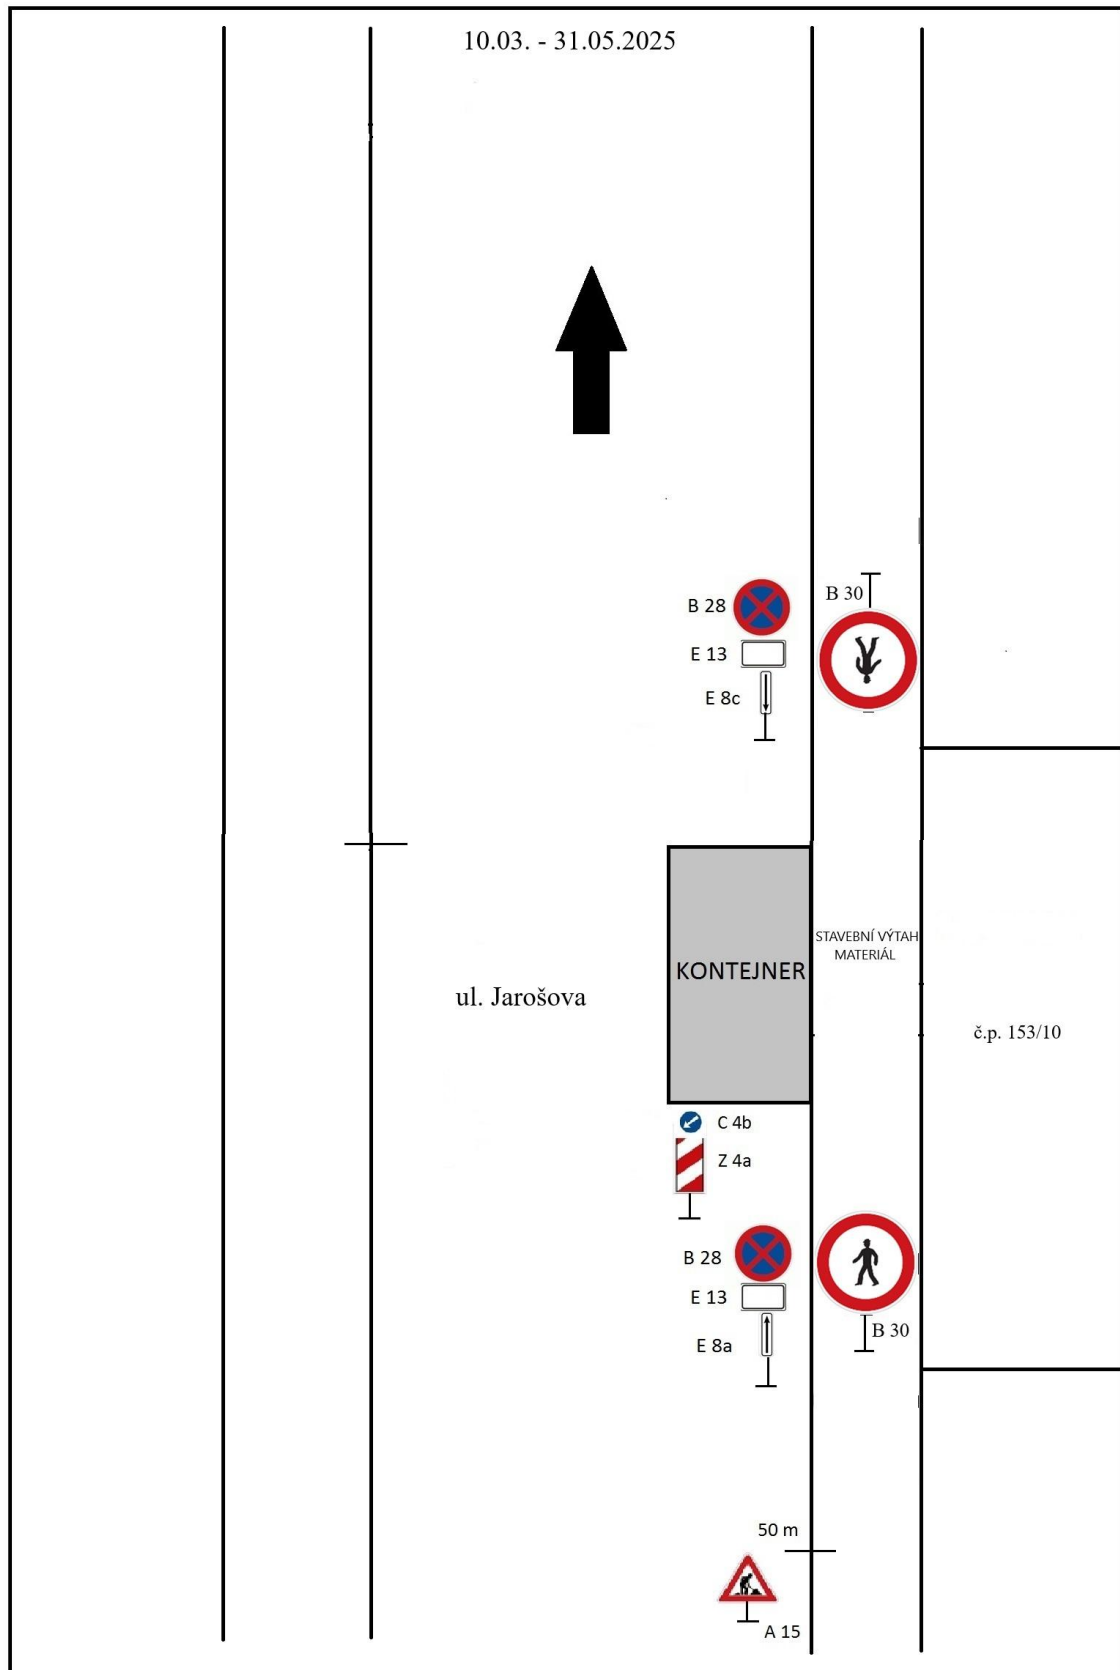 10.03. - 31.05.2025
B 28
B 30
E 13
E 8c
STAVEBNÍ VÝTAH
MATERIÁL
KONTEJNER
ul. Jarošova
č.p. 153/10
C 4b
Z 4a
B 28
E 13
B 30
E 8a
50 m
A 15